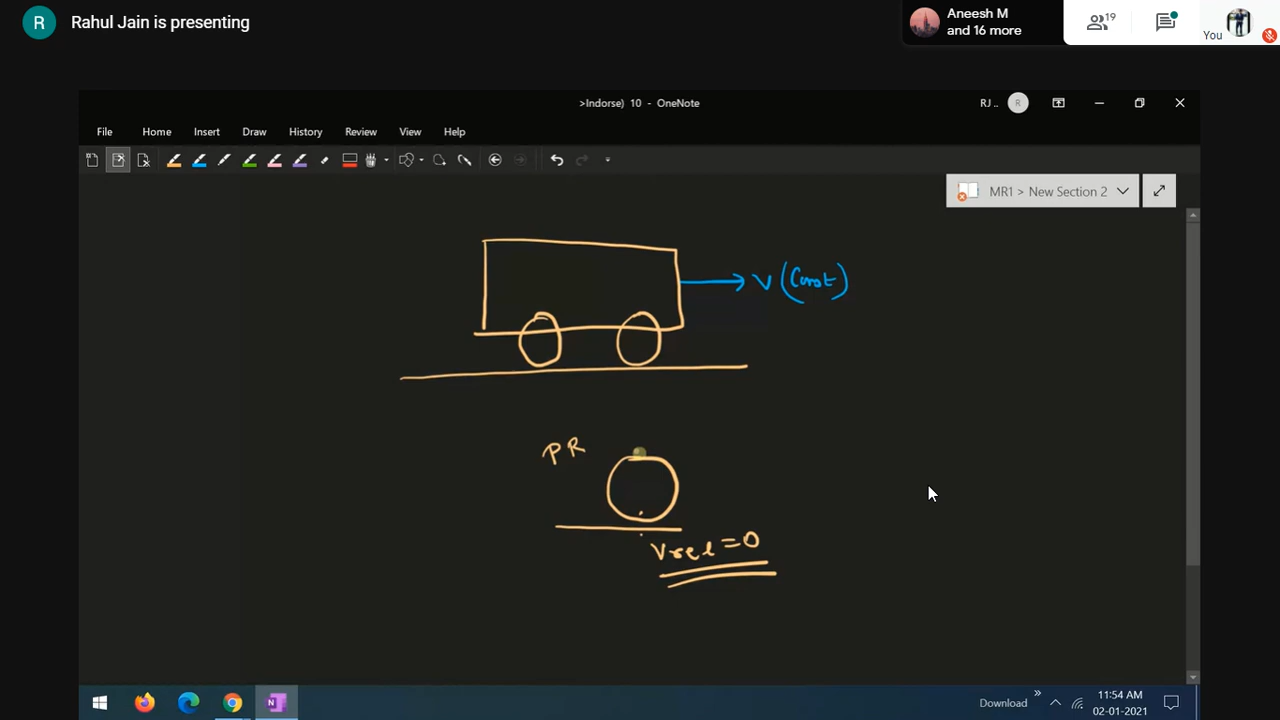 R Rahul Jain is presenting
Aneesh M
and 16 more
19
You
>Indorse) 10 - OneNote
RJ ..
R
File Home Insert Draw History Review View Help
MR1 > New Section 2
V (Const)
PR
Vrel = 0
N
Download
»
11:54 AM
02-01-2021